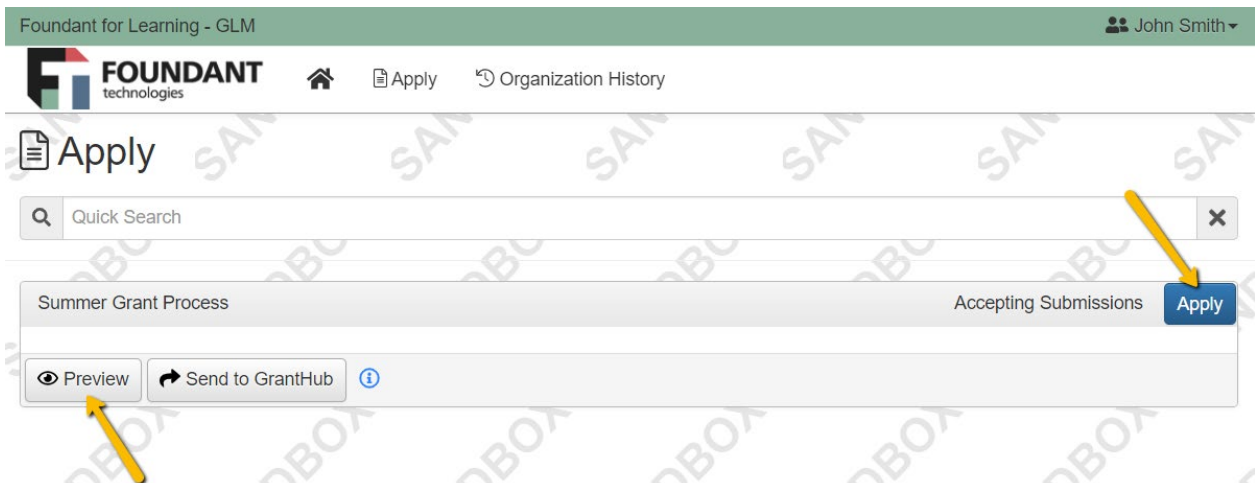 Foundant for Learning - GLM John Smith
FOUNDANT
technologies
Apply Organization History
Apply
Quick Search
Summer Grant Process Accepting Submissions Apply
Preview Send to GrantHub
SANDBOX